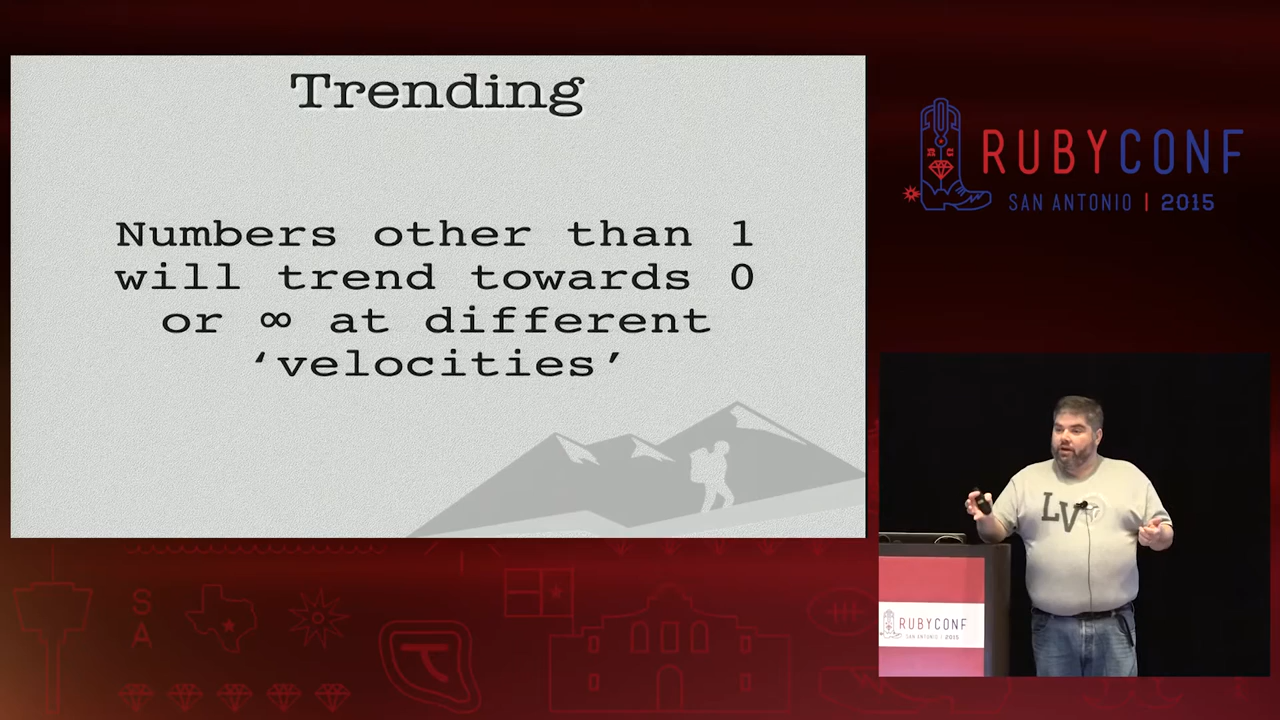 Trending
Numbers other than 1
will trend towards 0
or ∞ at different
‘velocities’
RUBYCONF
SAN ANTONIO | 2015
LV
RUBYCONF
SAN ANTONIO | 2015
S
A